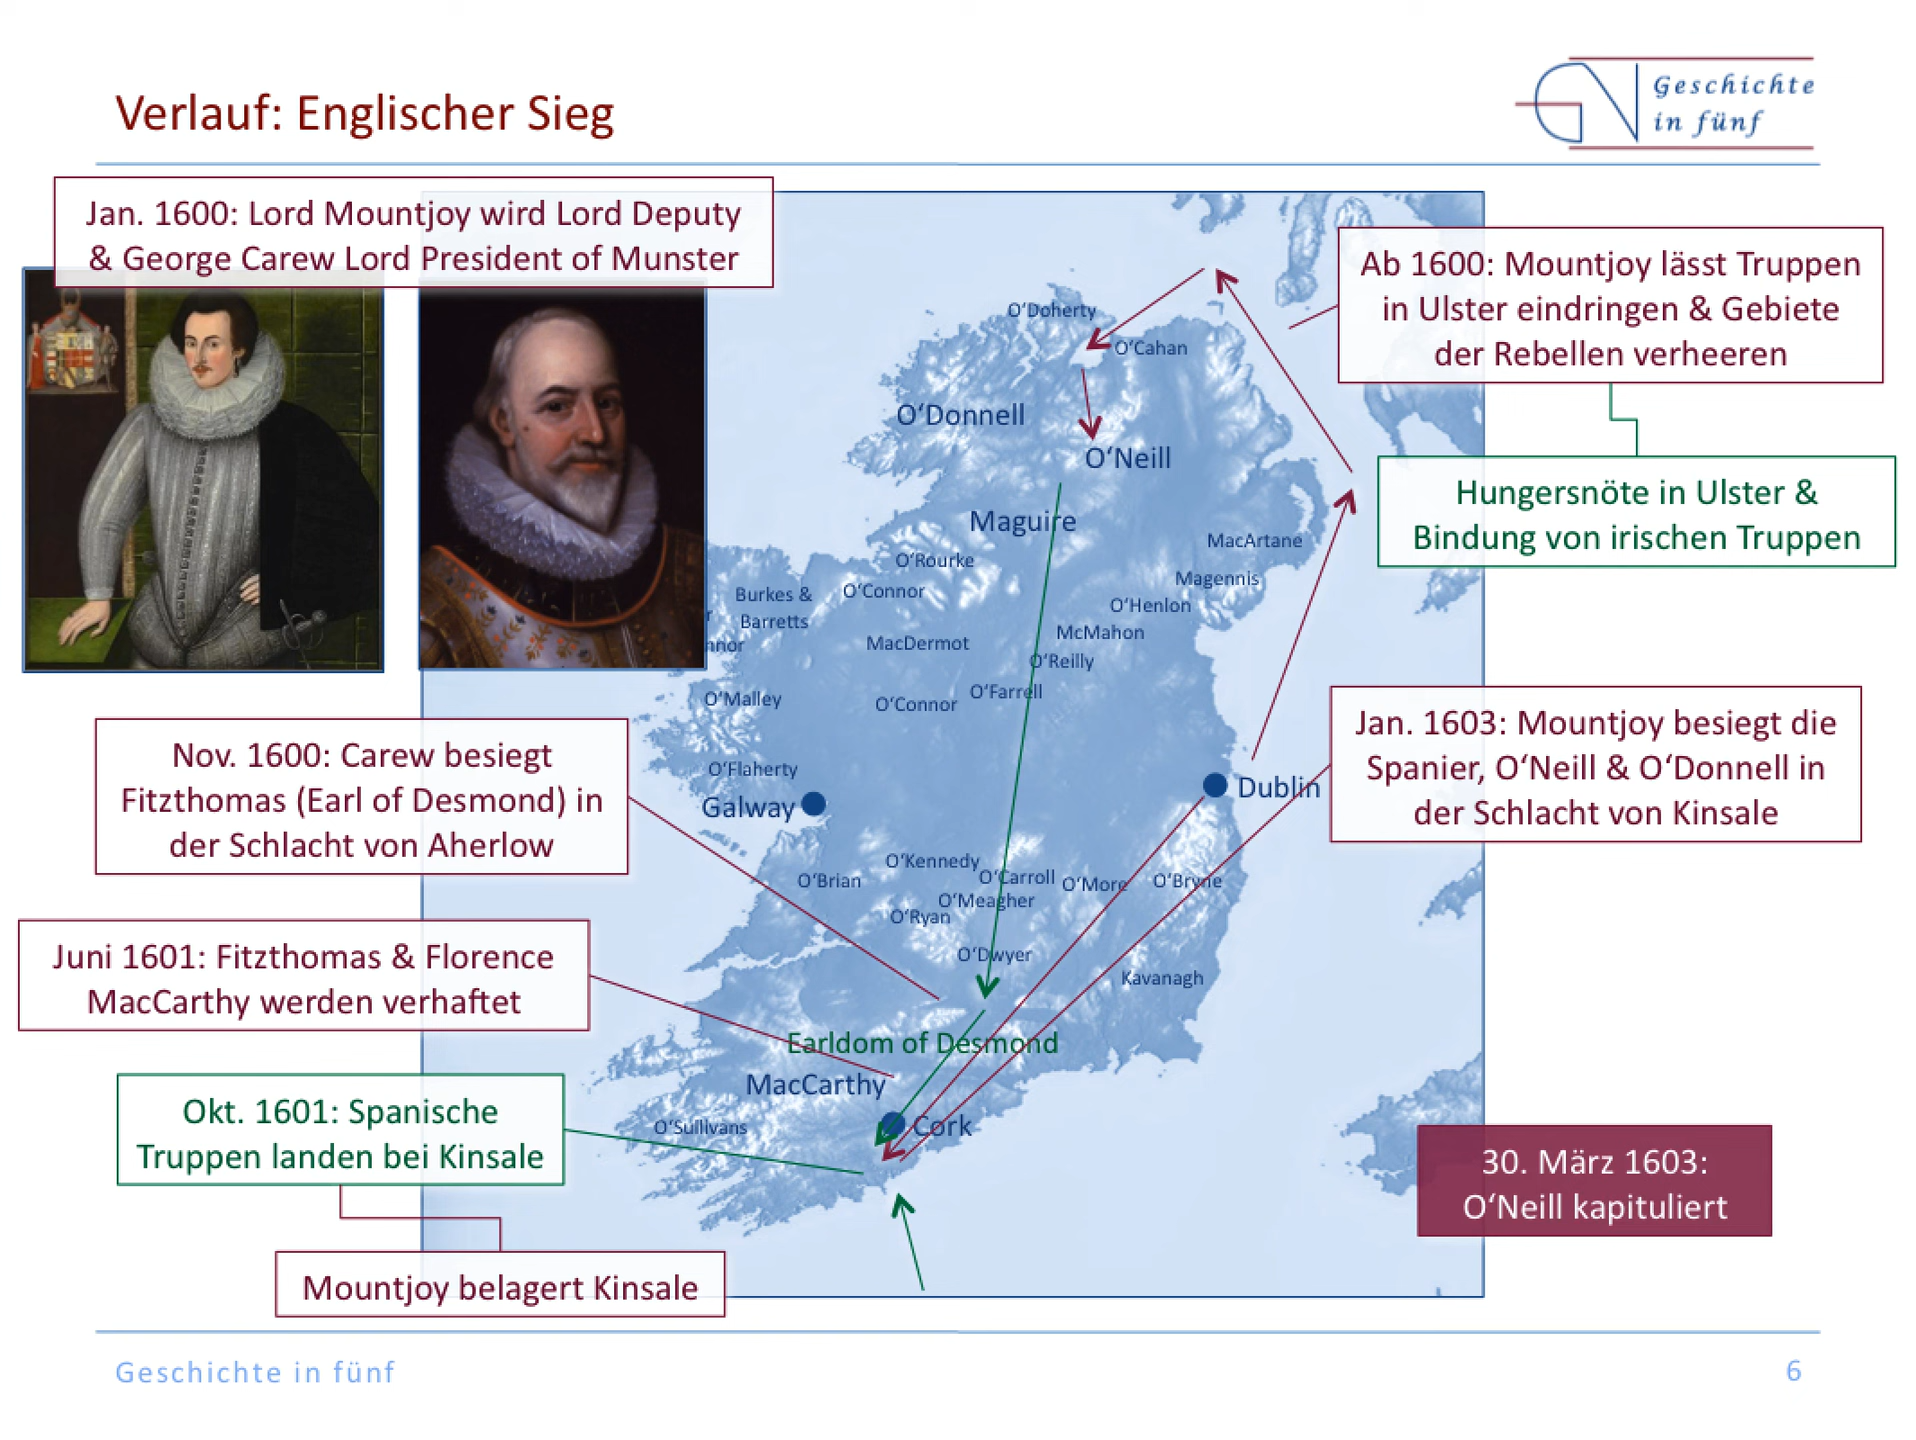 Verlauf: Englischer Sieg
Geschichte
in fünf
Jan. 1600: Lord Mountjoy wird Lord Deputy
& George Carew Lord President of Munster
Ab 1600: Mountjoy lässt Truppen
in Ulster eindringen & Gebiete
der Rebellen verheeren
Hungersnöte in Ulster &
Bindung von irischen Truppen
O'Doherty
O'Cahan
O'Donnell
O'Neill
Maguire
MacArtane
O'Rourke
Magennis
Burkes &
Barretts
O'Connor
O'Henlon
McMahon
MacDermot
O'Reilly
O'Malley
O'Connor
O'Farrell
Nov. 1600: Carew besiegt
Fitzthomas (Earl of Desmond) in
der Schlacht von Aherlow
Jan. 1603: Mountjoy besiegt die
Spanier, O'Neill & O'Donnell in
der Schlacht von Kinsale
O'Flaherty
Galway
Dublin
O'Kennedy
O'Brian
O'Carroll
O'More
O'Bryne
O'Meagher
O'Ryan
O'Dwyer
Kavanagh
Juni 1601: Fitzthomas & Florence
MacCarthy werden verhaftet
Earldom of Desmond
MacCarthy
O'Sullivans
Cork
Okt. 1601: Spanische
Truppen landen bei Kinsale
30. März 1603:
O'Neill kapituliert
Mountjoy belagert Kinsale
Geschichte in fünf
6